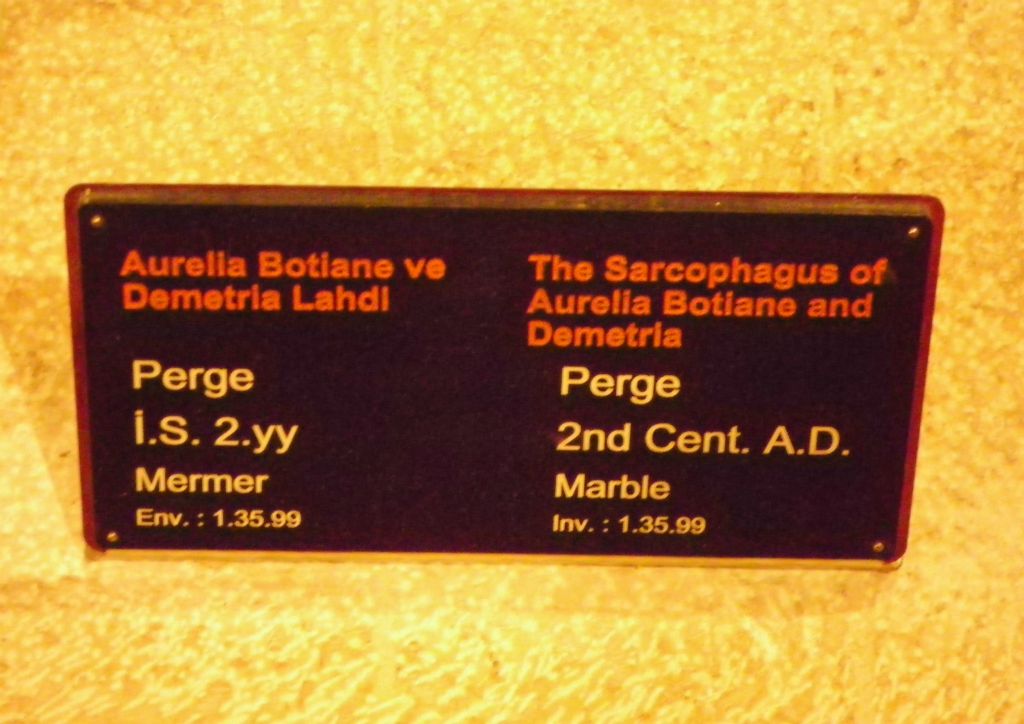 Aurelia Botiane ve
Demetria Lahdi
Perge
İ.S. 2.yy
Mermer
Env. : 1.35.99
The Sarcophagus of
Aurelia Botiane and
Demetria
Perge
2nd Cent. A.D.
Marble
Inv. : 1.35.99